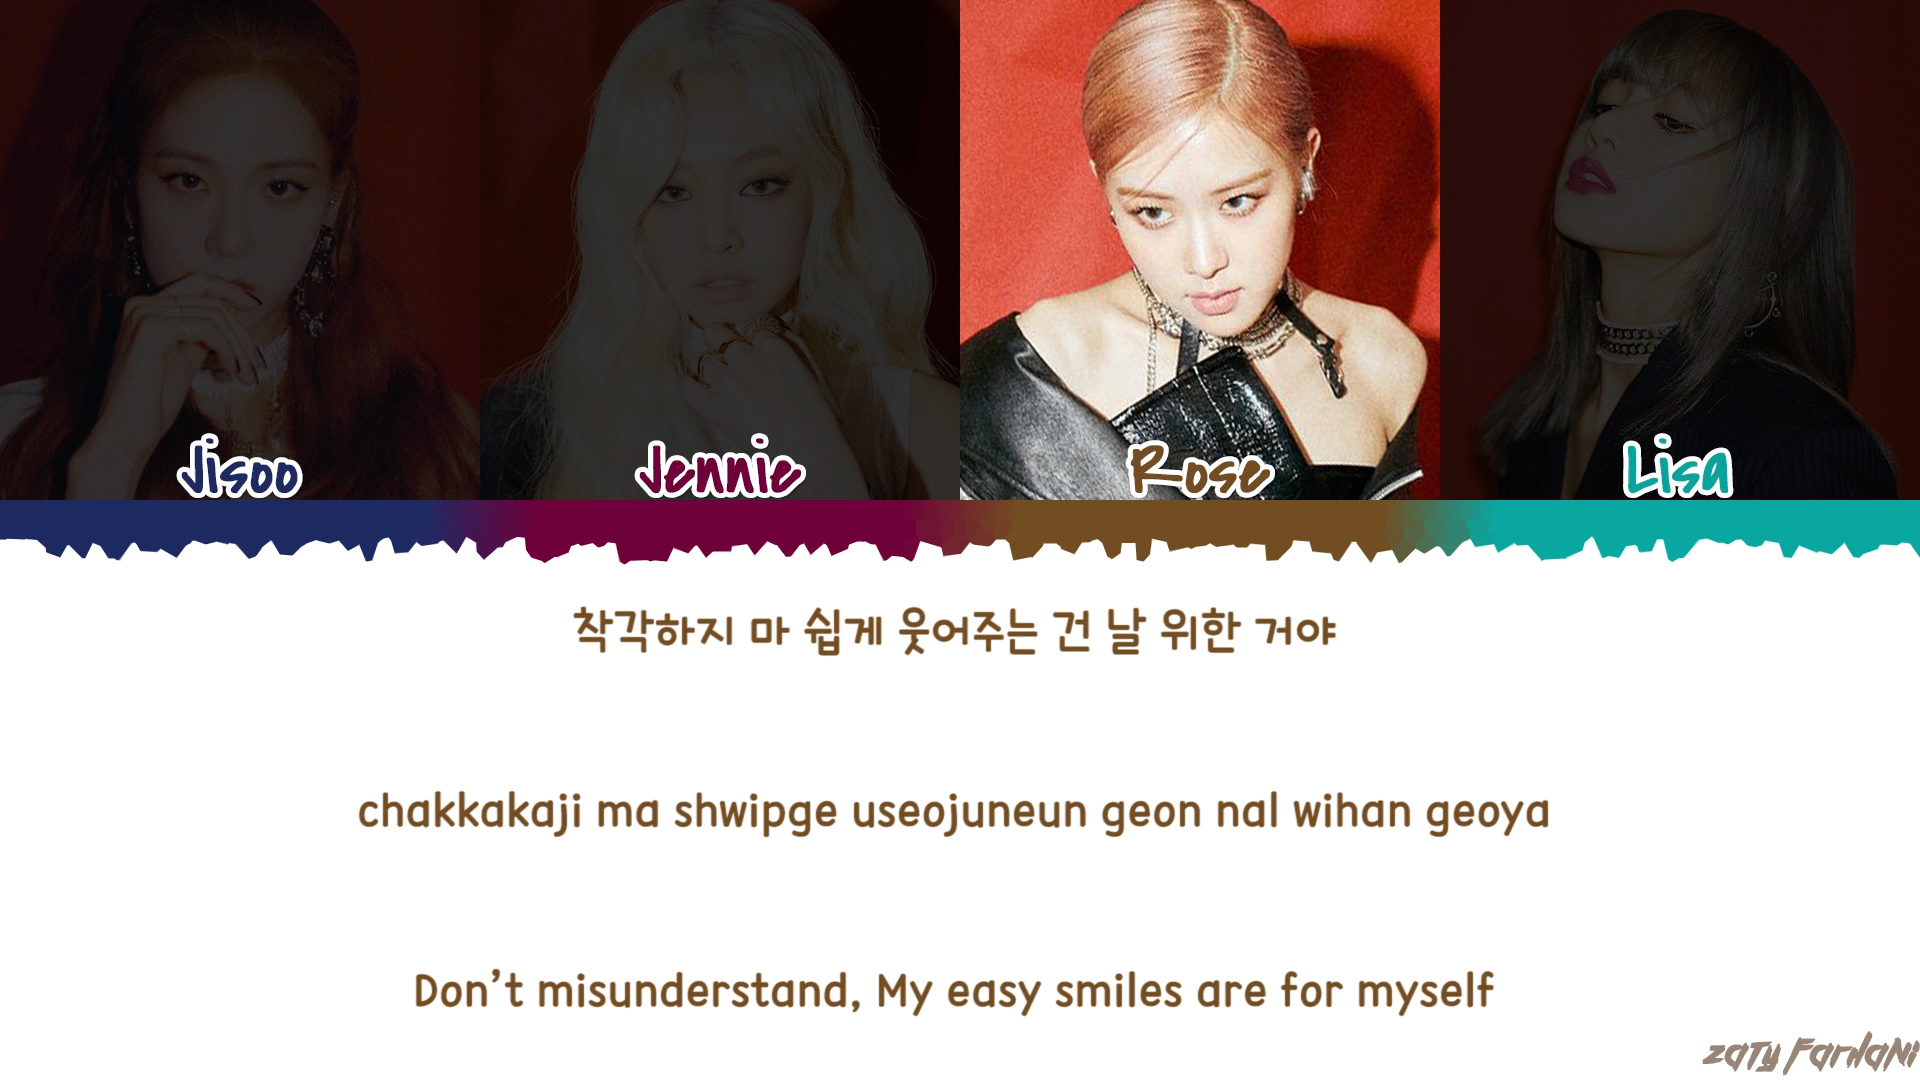 Jisoo Jennie Rose Lisa
착각하지 마 쉽게 웃어주는 건 날 위한 거야
chakkakaji ma shwipge useojuneun geon nal wihan geoya
Don't misunderstand, My easy smiles are for myself
Zaty Fardani